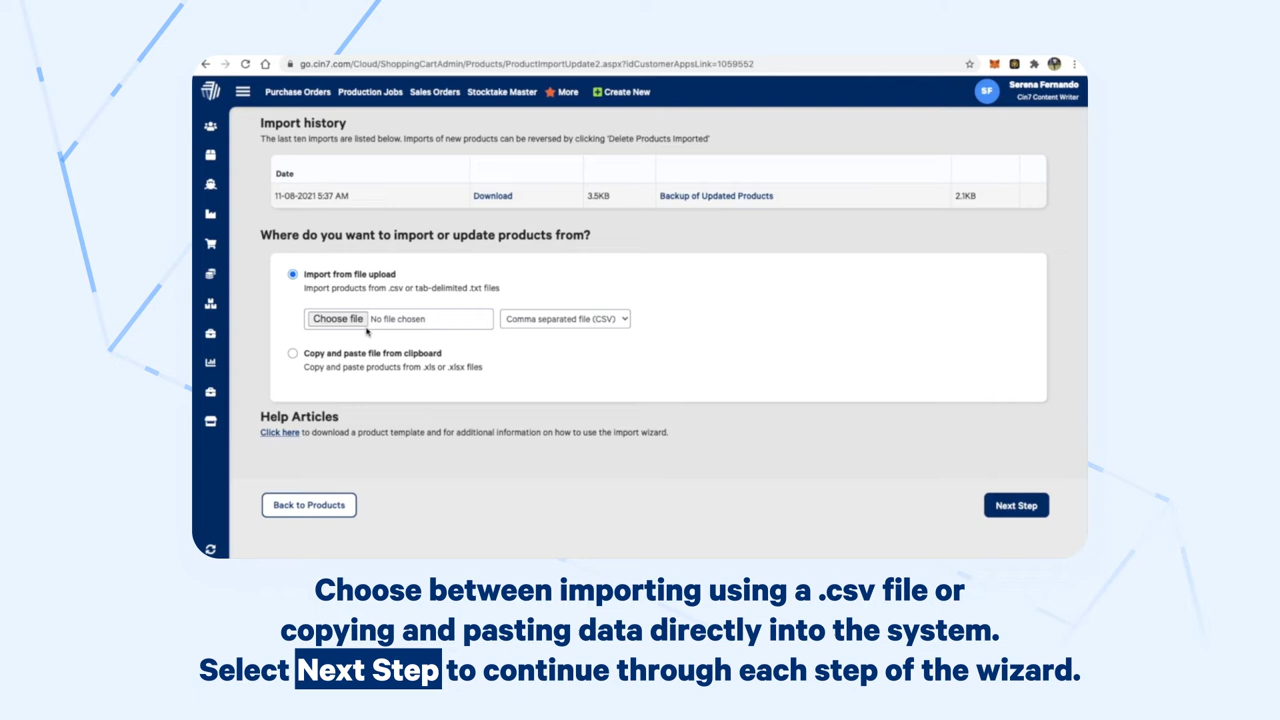 go.cin7.com/Cloud/ShoppingCartAdmin/Products/ProductImportUpdate2.aspx?idCustomerAppsLink=1059552
Purchase Orders Production Jobs Sales Orders Stocktake Master More Create New
SF
Serena Fernando
Cin7 Content Writer
Import history
The last ten imports are listed below. Imports of new products can be reversed by clicking 'Delete Products Imported'
Date
11-08-2021 5:37 AM Download 3.5KB Backup of Updated Products 2.1KB
Where do you want to import or update products from?
Import from file upload
Import products from .csv or tab-delimited .txt files
Choose file No file chosen Comma separated file (CSV)
Copy and paste file from clipboard
Copy and paste products from .xls or .xlsx files
Help Articles
Click here to download a product template and for additional information on how to use the import wizard.
Back to Products Next Step
Choose between importing using a .csv file or
copying and pasting data directly into the system.
Select Next Step to continue through each step of the wizard.